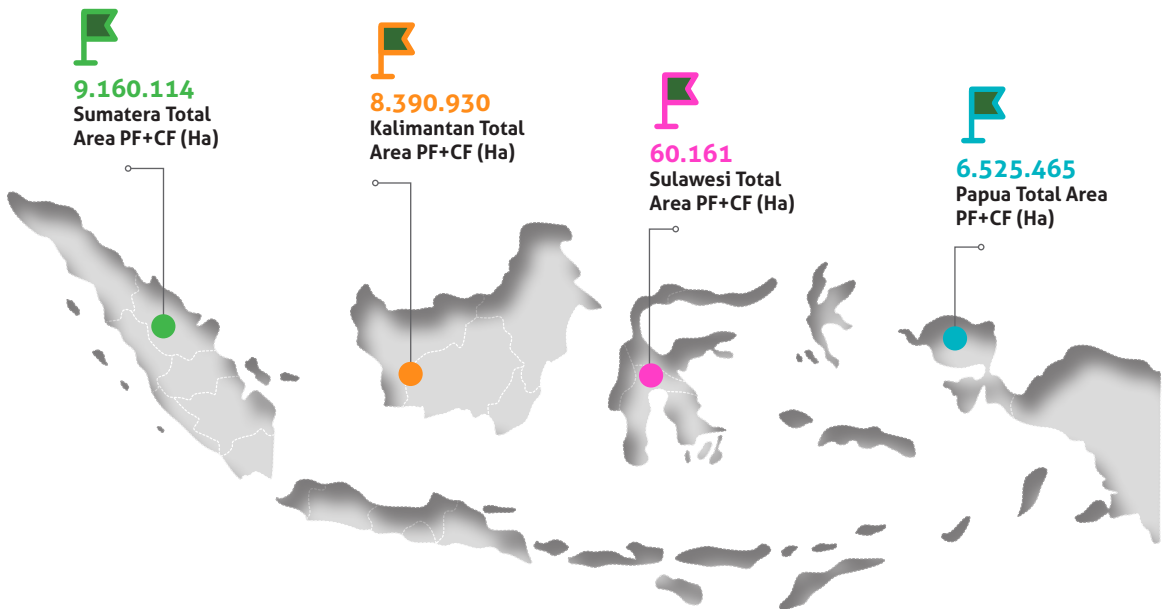 9.160.114
Sumatera Total
Area PF+CF (Ha)
8.390.930
Kalimantan Total
Area PF+CF (Ha)
60.161
Sulawesi Total
Area PF+CF (Ha)
6.525.465
Papua Total Area
PF+CF (Ha)